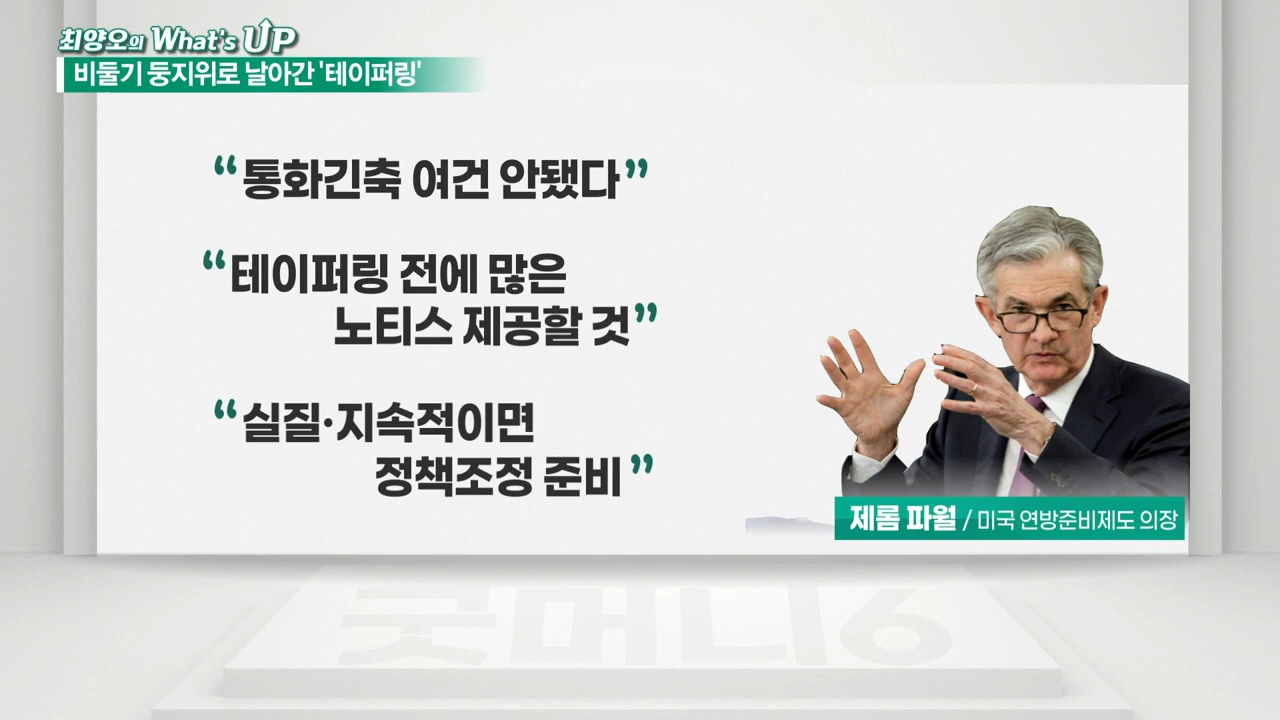 최양오의 What's UP
비둘기 둥지위로 날아간 '테이퍼링'
“통화긴축 여건 안됐다”
“테이퍼링 전에 많은
노티스 제공할 것”
“실질·지속적이면
정책조정 준비”
제롬 파월 / 미국 연방준비제도 의장
굿머니6